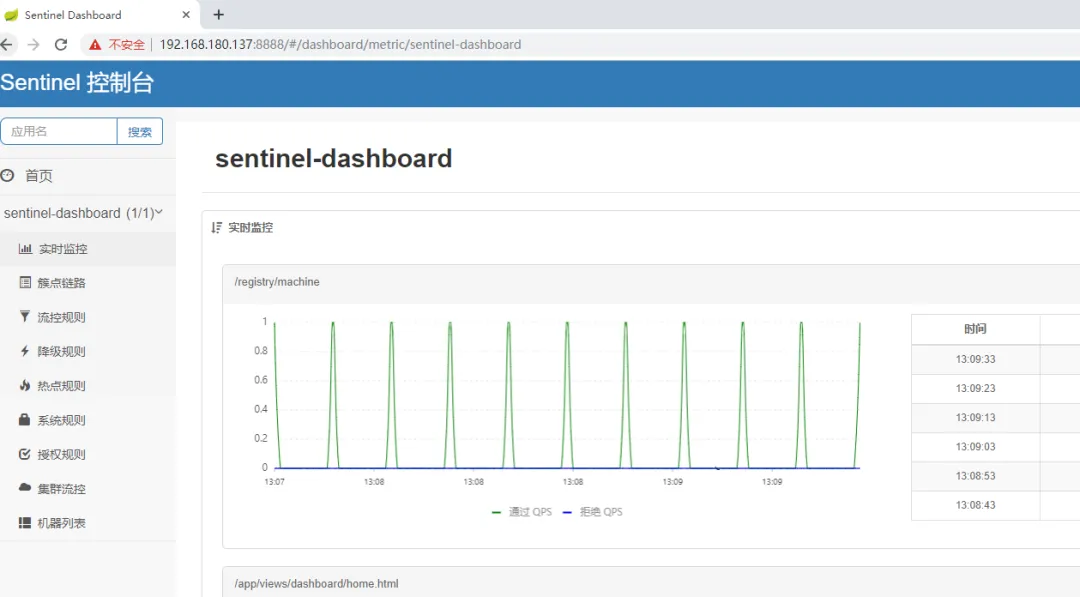 Sentinel Dashboard
不安全 192.168.180.137:8888/#/dashboard/metric/sentinel-dashboard
Sentinel 控制台
应用名 搜索
首页
sentinel-dashboard (1/1)
实时监控
簇点链路
流控规则
降级规则
热点规则
系统规则
授权规则
集群流控
机器列表
sentinel-dashboard
实时监控
/registry/machine
1
0.8
0.6
0.4
0.2
0
13:07 13:08 13:08 13:08 13:09 13:09
通过 QPS 拒绝 QPS
时间
13:09:33
13:09:23
13:09:13
13:09:03
13:08:53
13:08:43
/app/views/dashboard/home.html